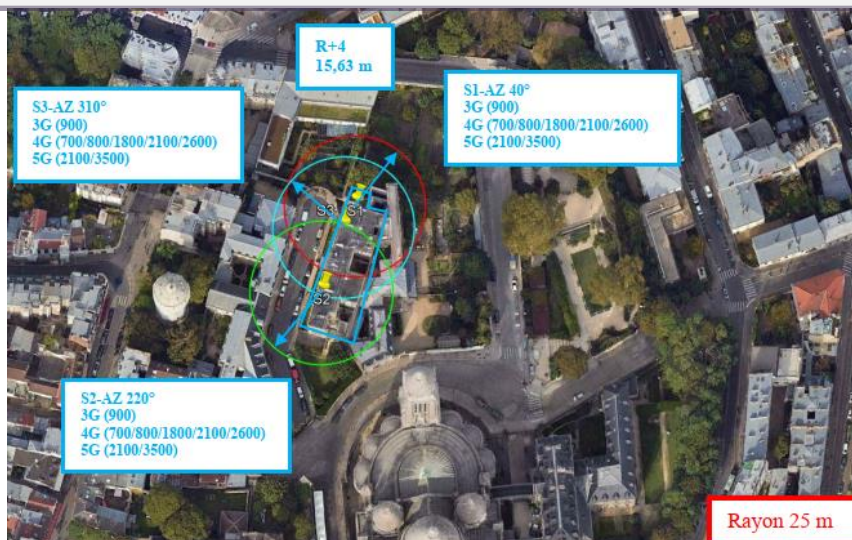 R+4
15,63 m
S3-AZ 310°
3G (900)
4G (700/800/1800/2100/2600)
5G (2100/3500)
S1-AZ 40°
3G (900)
4G (700/800/1800/2100/2600)
5G (2100/3500)
S3
S1
S2
S2-AZ 220°
3G (900)
4G (700/800/1800/2100/2600)
5G (2100/3500)
Rayon 25 m